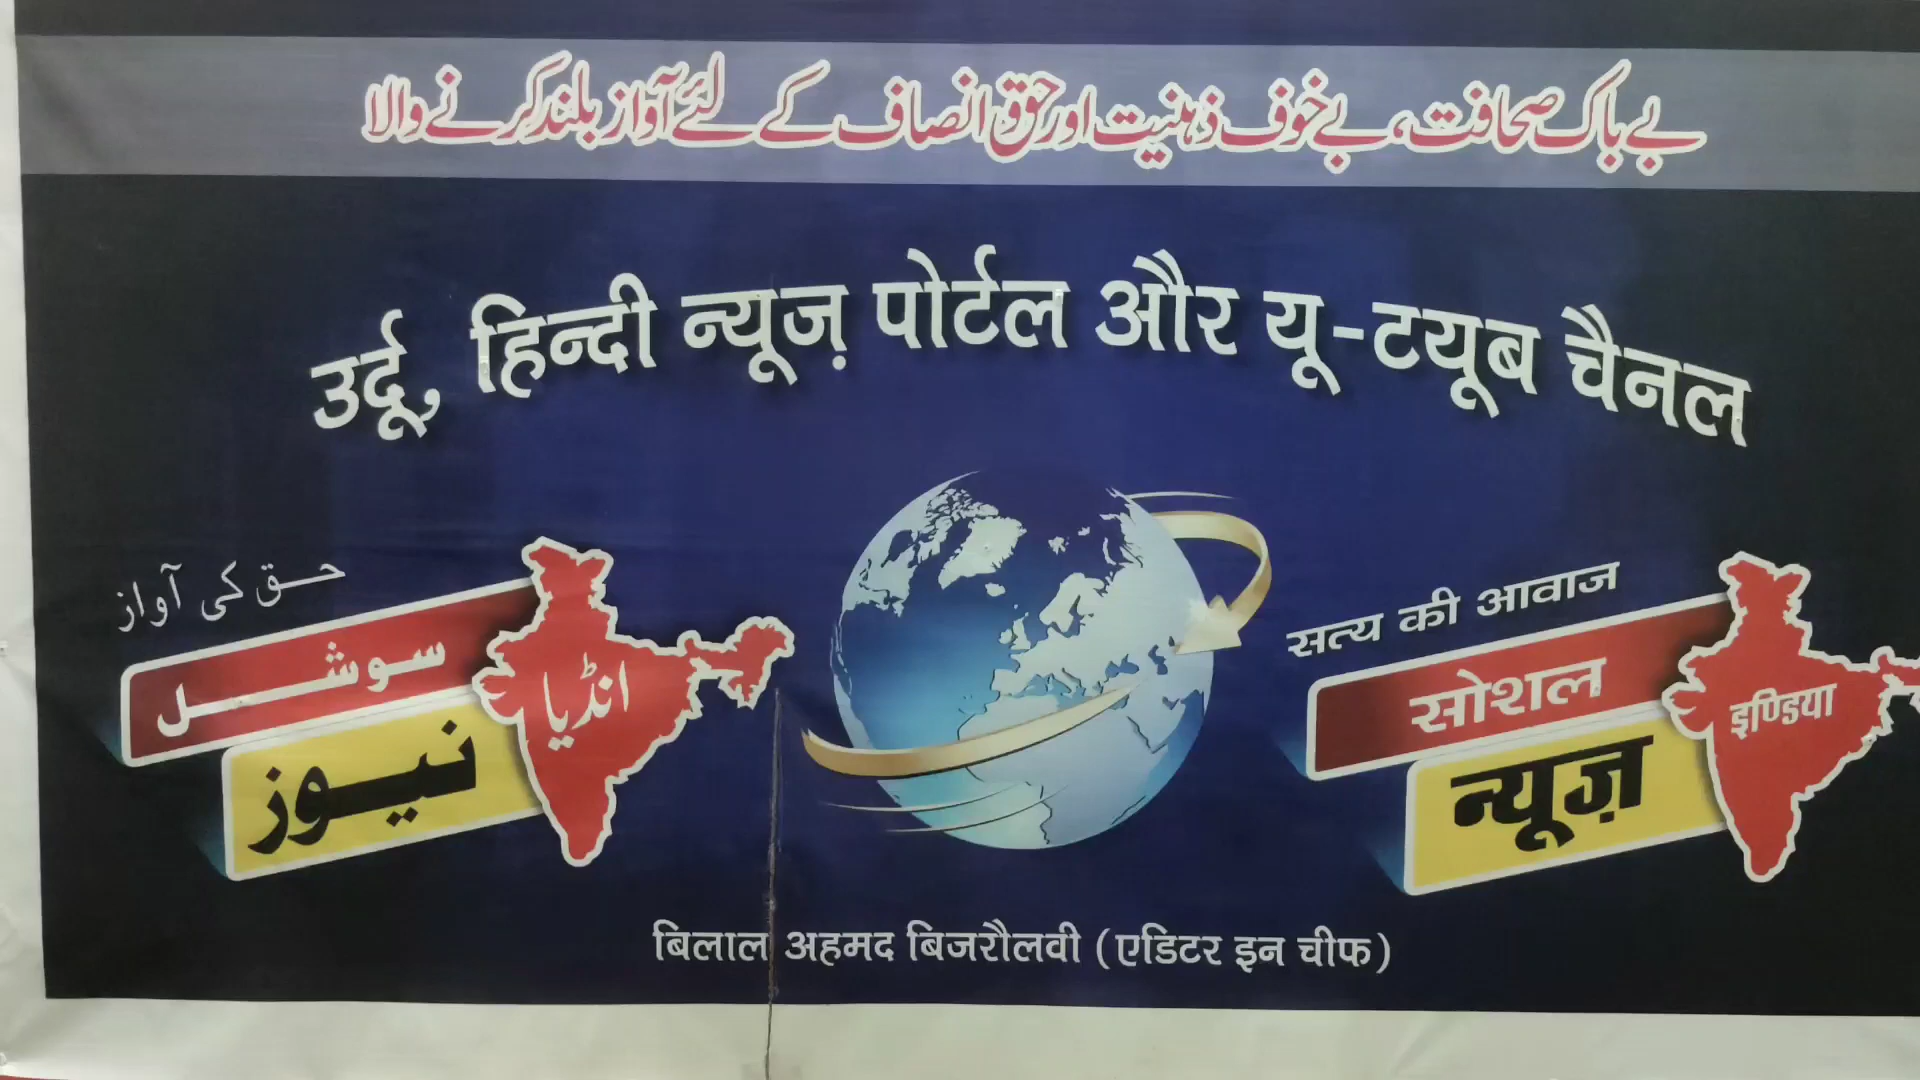 بے باک صحافت، بے خوف ذہنیت اور حق انصاف کے لئے آواز بلند کرنے والا
उर्दू, हिन्दी न्यूज़ पोर्टल और यू-टयूब चैनल
حق کی آواز
سوشل
نیوز
انڈیا
सत्य की आवाज
सोशल
न्यूज़
इण्डिया
बिलाल अहमद बिजरौलवी (एडिटर इन चीफ)